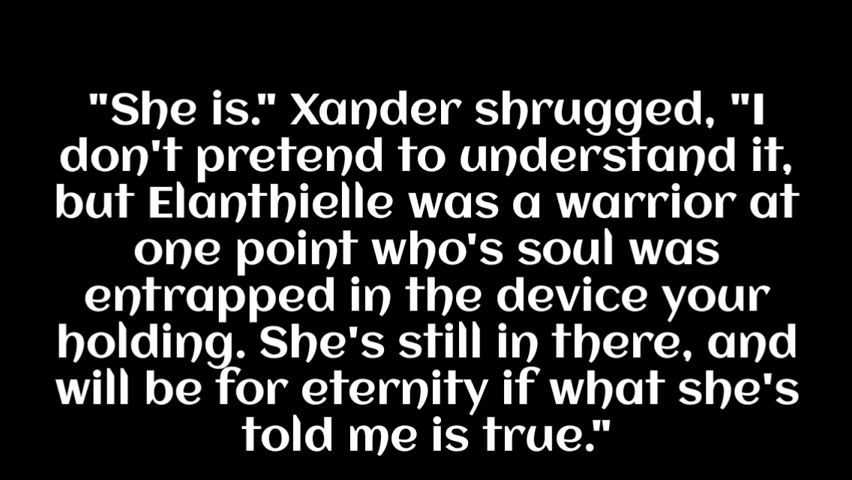 "She is." Xander shrugged, "I
don't pretend to understand it,
but Elanthielle was a warrior at
one point who's soul was
entrapped in the device your
holding. She's still in there, and
will be for eternity if what she's
told me is true."